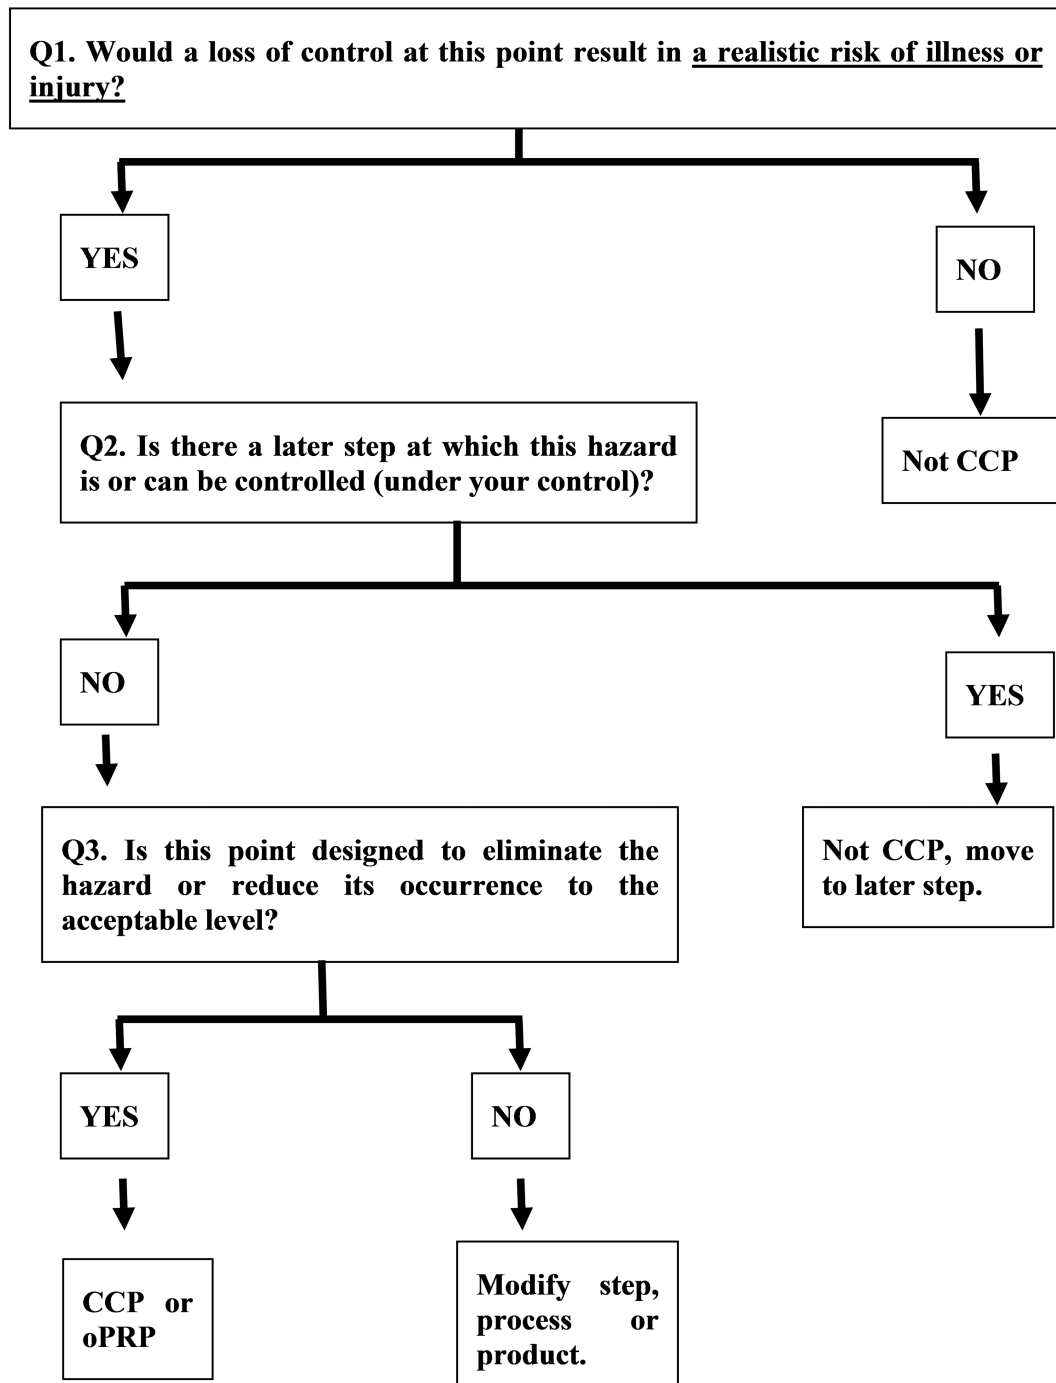 Q1. Would a loss of control at this point result in a realistic risk of illness or
injury?
YES
NO
Not CCP
Q2. Is there a later step at which this hazard
is or can be controlled (under your control)?
NO
YES
Not CCP, move
to later step.
Q3. Is this point designed to eliminate the
hazard or reduce its occurrence to the
acceptable level?
YES
NO
CCP or
oPRP
Modify step,
process or
product.